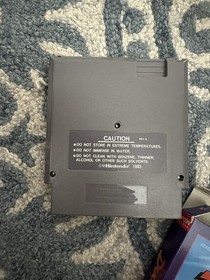 CAUTION
•DO NOT STORE IN EXTREME TEMPERATURES.
•DO NOT IMMERSE IN WATER.
•DO NOT CLEAN WITH BENZENE, THINNER,
ALCOHOL OR OTHER SUCH SOLVENTS.
©Nintendo 1985